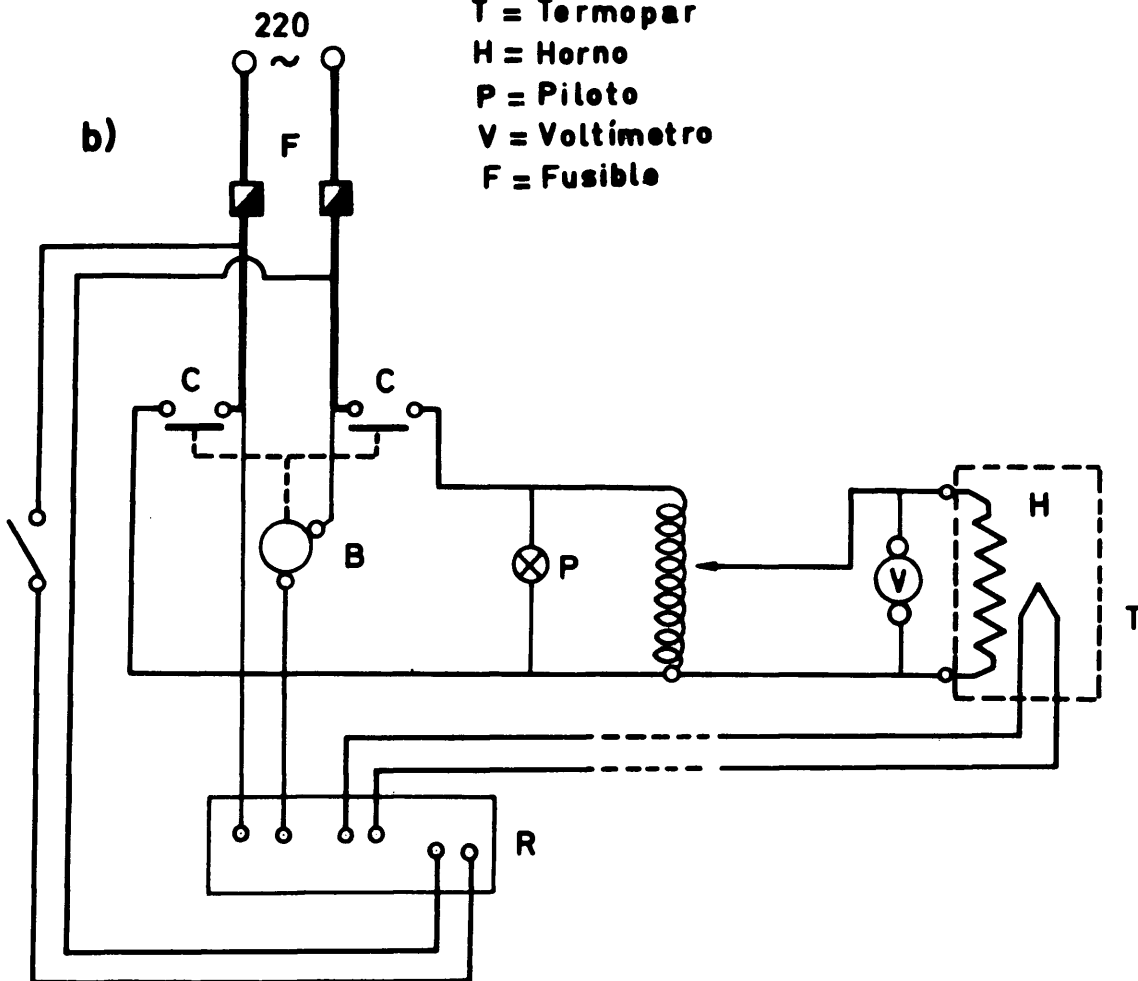 T = Termopar
220
~
H = Horno
P = Piloto
b)
F
V = Voltímetro
F = Fusible
C
C
H
B
P
V
T
R